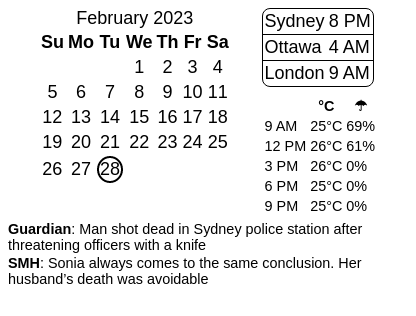 February 2023
Su Mo Tu We Th Fr Sa
1 2 3 4
5 6 7 8 9 10 11
12 13 14 15 16 17 18
19 20 21 22 23 24 25
26 27 28
Sydney 8 PM
Ottawa 4 AM
London 9 AM
°C ☂
9 AM 25°C 69%
12 PM 26°C 61%
3 PM 26°C 0%
6 PM 25°C 0%
9 PM 25°C 0%
Guardian: Man shot dead in Sydney police station after
threatening officers with a knife
SMH: Sonia always comes to the same conclusion. Her
husband’s death was avoidable